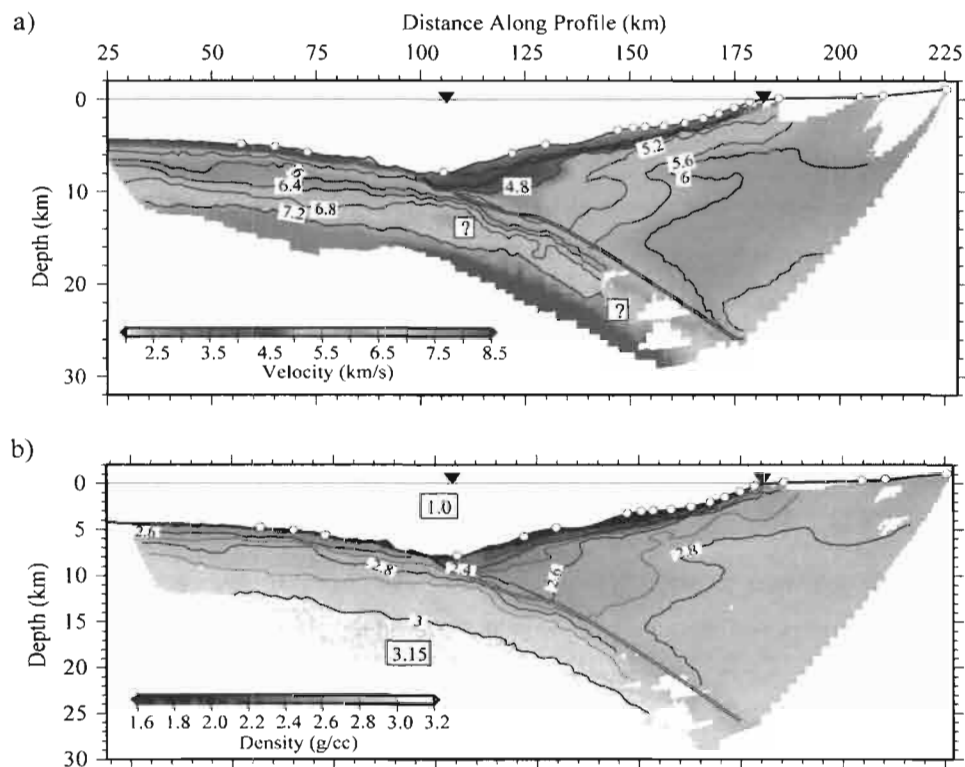 a)
Distance Along Profile (km)
25 50 75 100 125 150 175 200 225
0
10
20
30
Depth (km)
5.2
5.6
6
4.8
6
6.4
6.8
7.2
?
?
2.5 3.5 4.5 5.5 6.5 7.5 8.5
Velocity (km/s)
b)
0
5
10
15
20
25
30
Depth (km)
1.0
2.6
2.8
2.4
2.6
2.8
3
3.15
1.6 1.8 2.0 2.2 2.4 2.6 2.8 3.0 3.2
Density (g/cc)